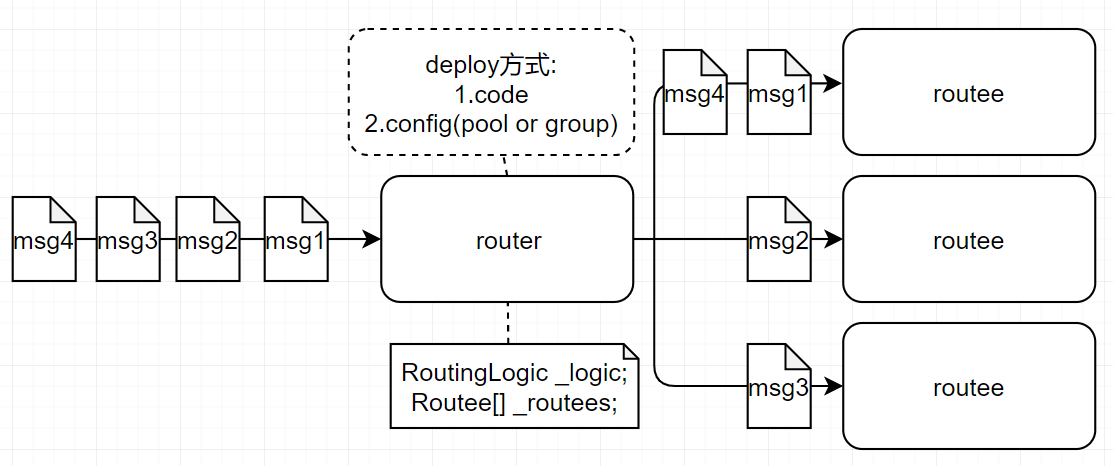 deploy方式:
1.code
2.config(pool or group)
msg4
msg3
msg2
msg1
router
RoutingLogic _logic;
Routee[] _routees;
msg4
msg1
routee
msg2
routee
msg3
routee